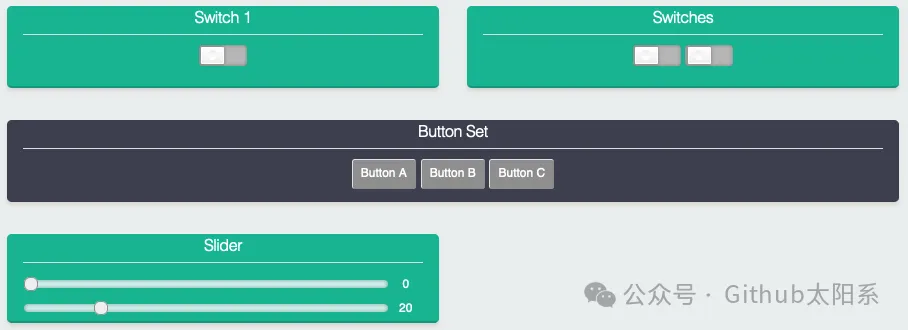 Switch 1
Switches
Button Set
Button A Button B Button C
Slider
0
20
公众号 · Github太阳系